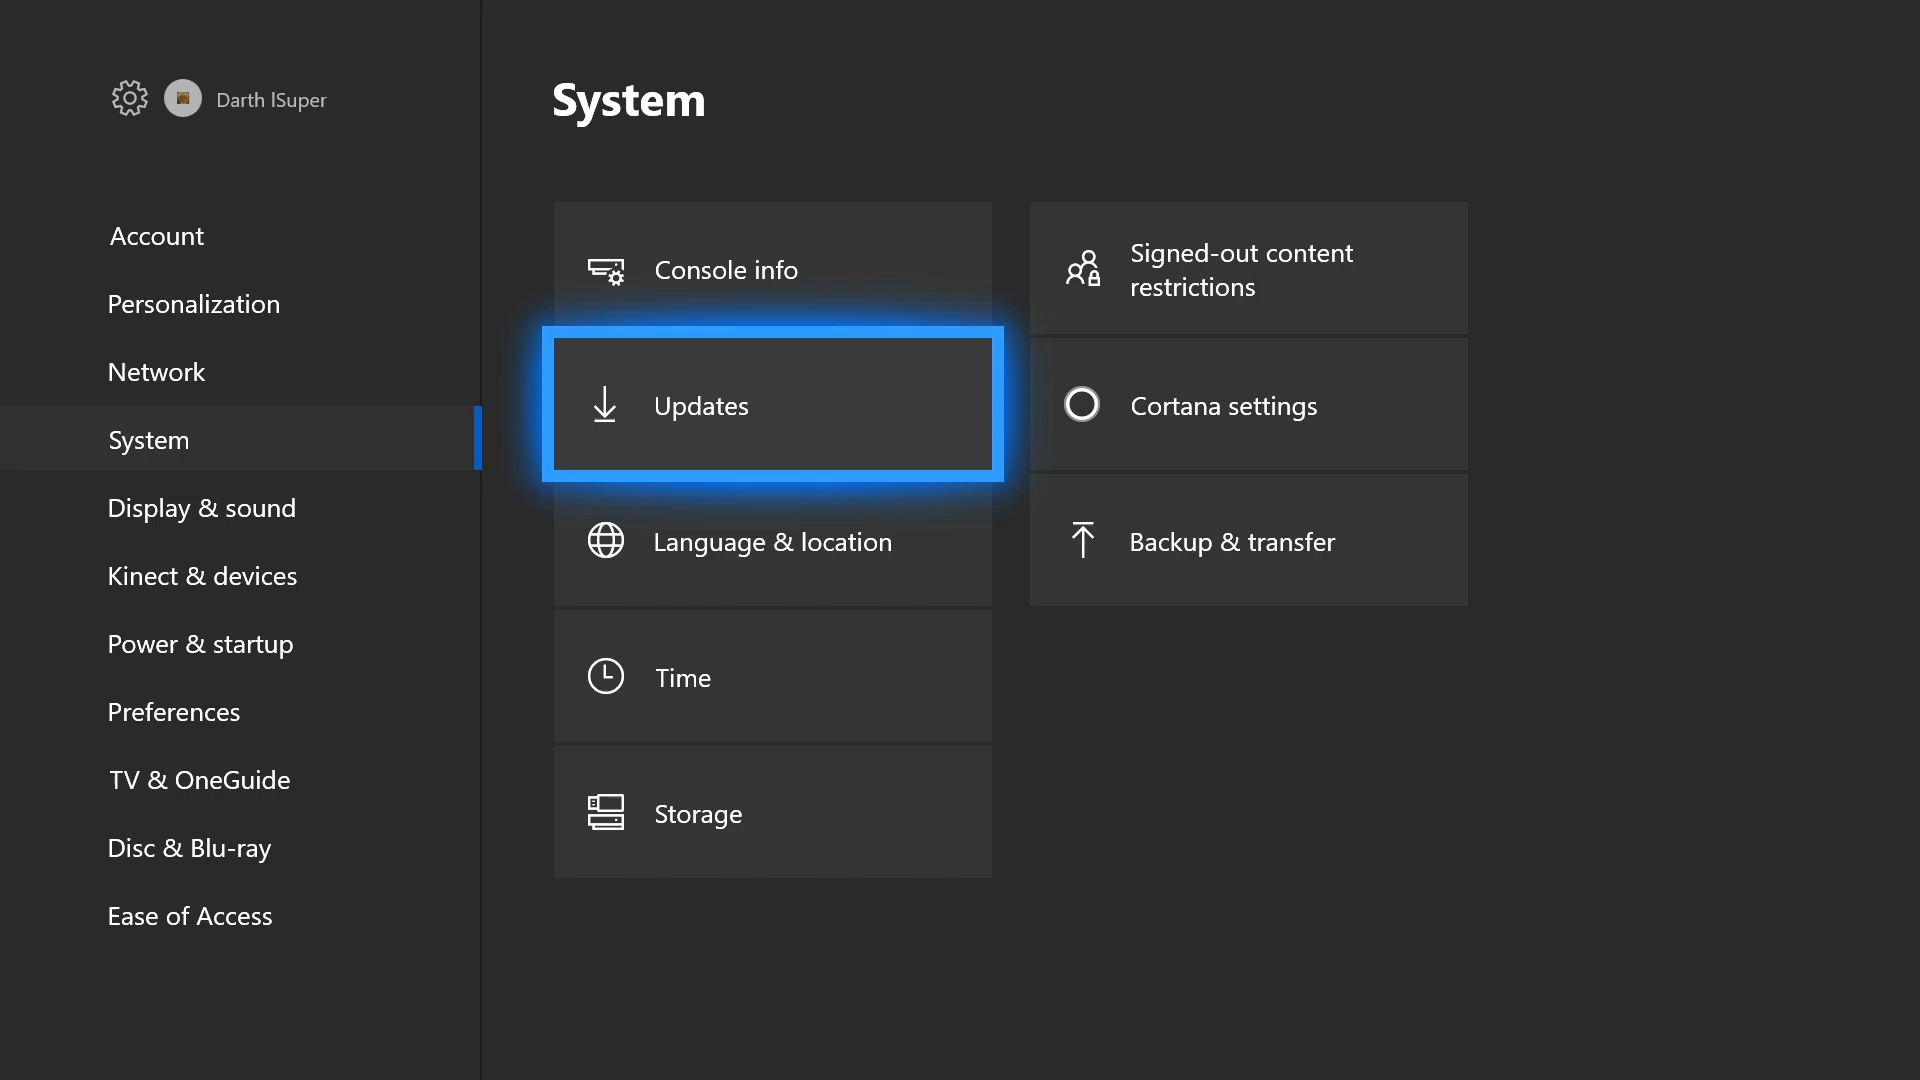 Darth lSuper
Account
Personalization
Network
System
Display & sound
Kinect & devices
Power & startup
Preferences
TV & OneGuide
Disc & Blu-ray
Ease of Access
System
Console info
Updates
Language & location
Time
Storage
Signed-out content
restrictions
Cortana settings
Backup & transfer